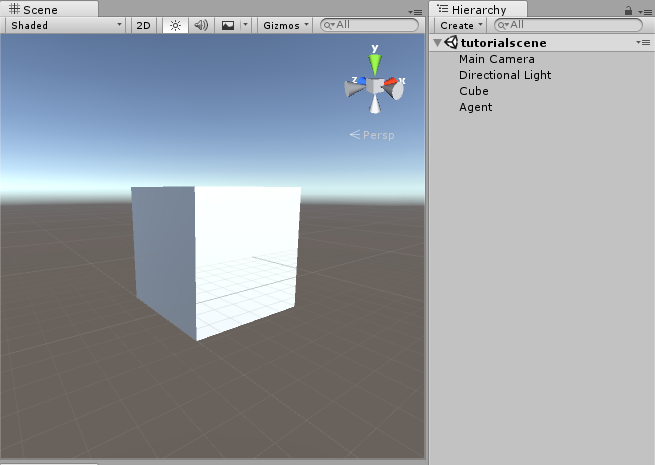 Scene
Shaded 2D Gizmos All
y
z x
Persp
Hierarchy
Create All
tutorialscene
Main Camera
Directional Light
Cube
Agent